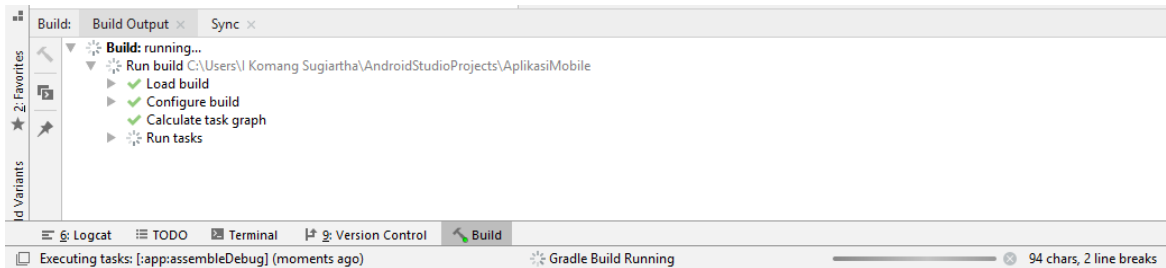 Build: Build Output × Sync ×
Build: running...
Run build C:\Users\I Komang Sugiartha\AndroidStudioProjects\AplikasiMobile
Load build
Configure build
Calculate task graph
Run tasks
2: Favorites
Variants
6: Logcat TODO Terminal 9: Version Control Build
Executing tasks: [:app:assembleDebug] (moments ago) Gradle Build Running 94 chars, 2 line breaks